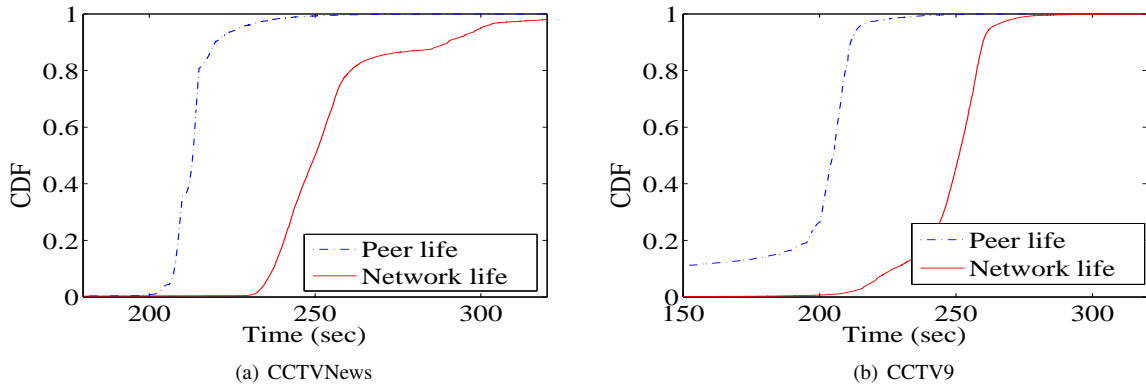 1
0.8
0.6
0.4
0.2
0
CDF
200
250
300
Time (sec)
Peer life
Network life
(a) CCTVNews
1
0.8
0.6
0.4
0.2
0
CDF
150
200
250
300
Time (sec)
Peer life
Network life
(b) CCTV9